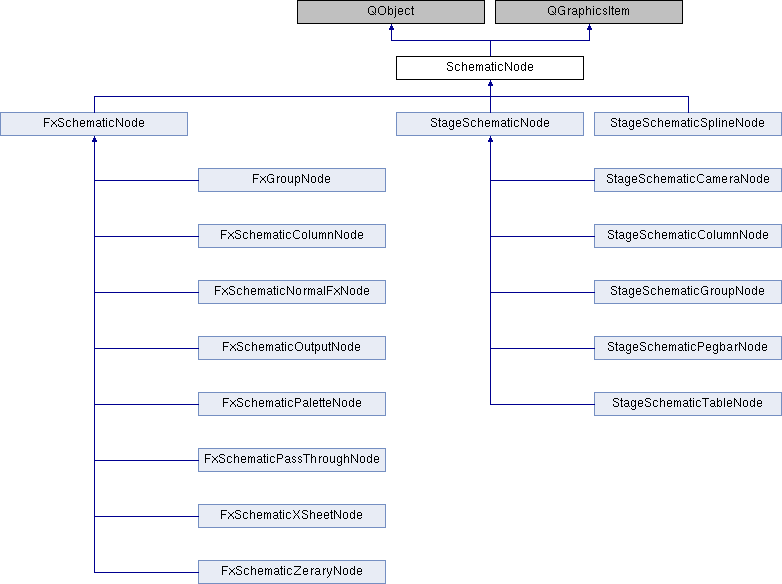 QObject
QGraphicsItem
SchematicNode
FxSchematicNode
StageSchematicNode
StageSchematicSplineNode
FxGroupNode
StageSchematicCameraNode
FxSchematicColumnNode
StageSchematicColumnNode
FxSchematicNormalFxNode
StageSchematicGroupNode
FxSchematicOutputNode
StageSchematicPegbarNode
FxSchematicPaletteNode
StageSchematicTableNode
FxSchematicPassThroughNode
FxSchematicXSheetNode
FxSchematicZeraryNode